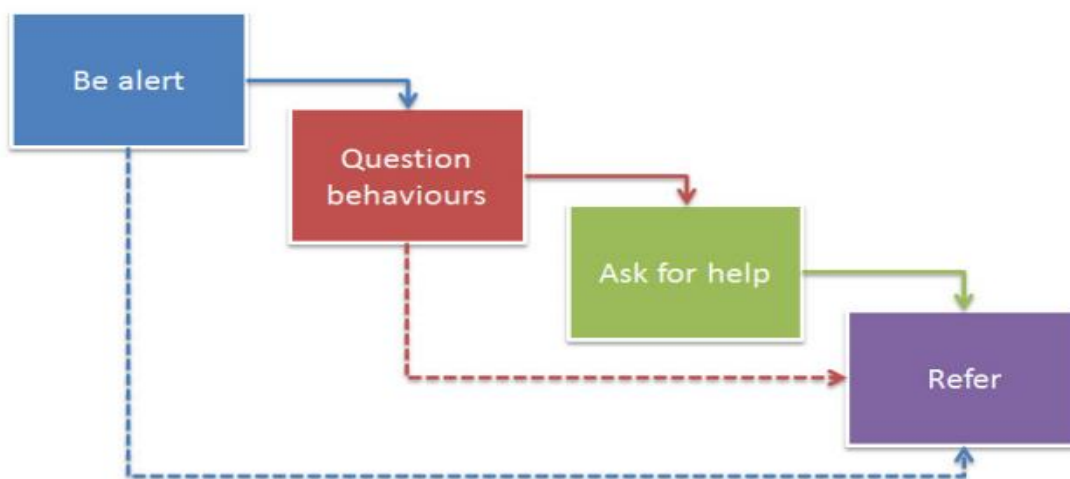 Be alert
Question
behaviours
Ask for help
Refer